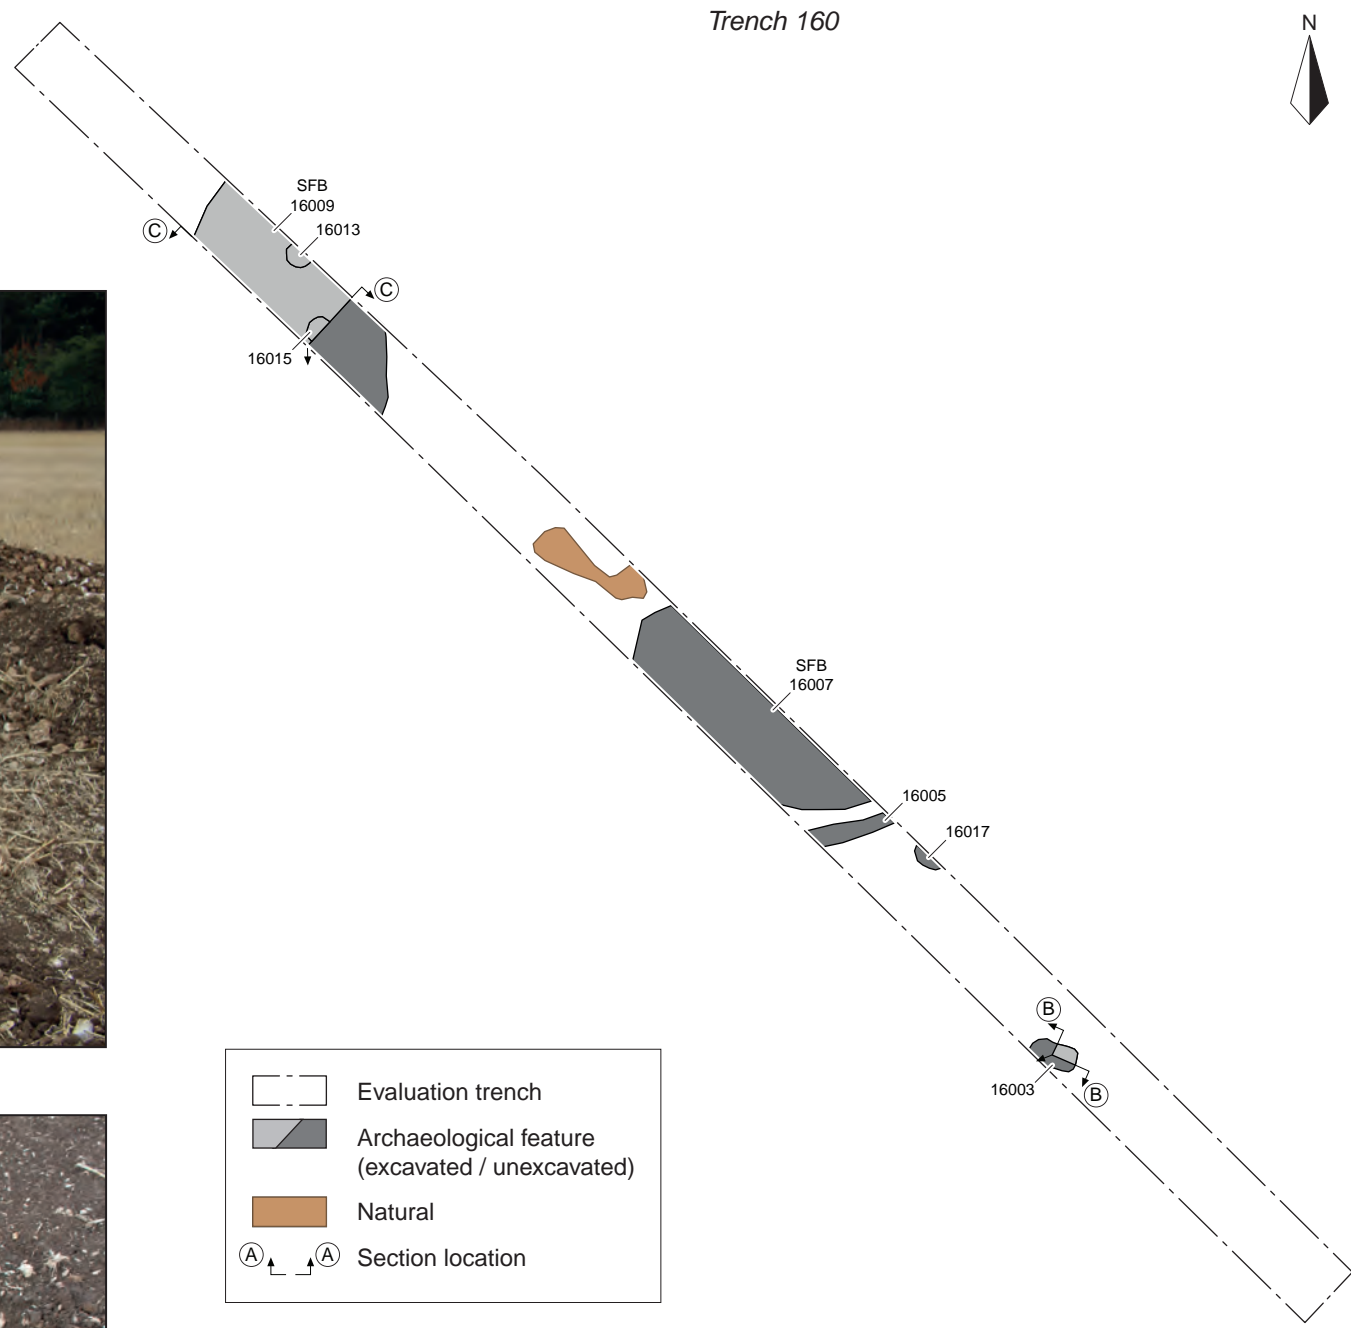 Trench 160
N
SFB
16009
16013
C
C
16015
SFB
16007
16005
16017
B
16003
B
Evaluation trench
Archaeological feature
(excavated / unexcavated)
Natural
A A Section location